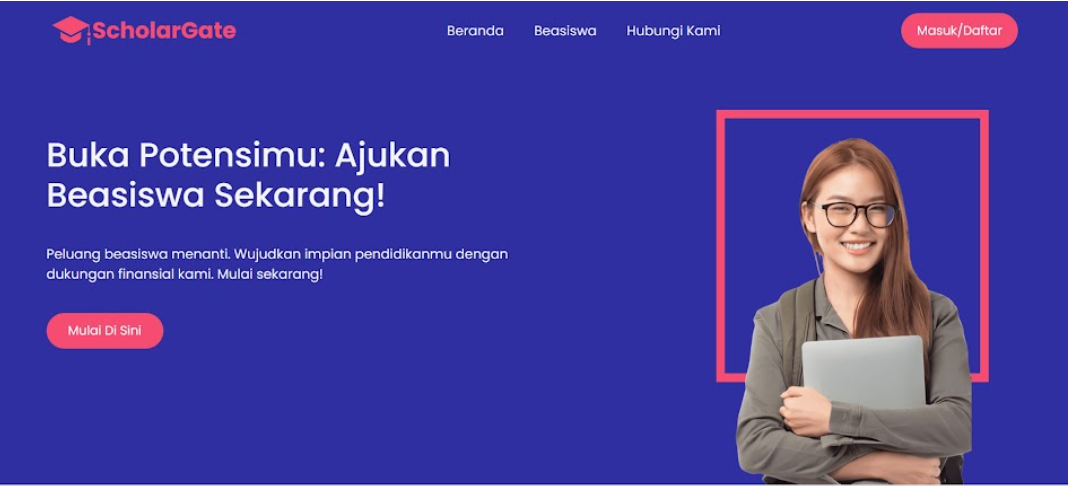 ScholarGate
Beranda
Beasiswa
Hubungi Kami
Masuk/Daftar
Buka Potensimu: Ajukan
Beasiswa Sekarang!
Peluang beasiswa menanti. Wujudkan impian pendidikanmu dengan
dukungan finansial kami. Mulai sekarang!
Mulai Di Sini